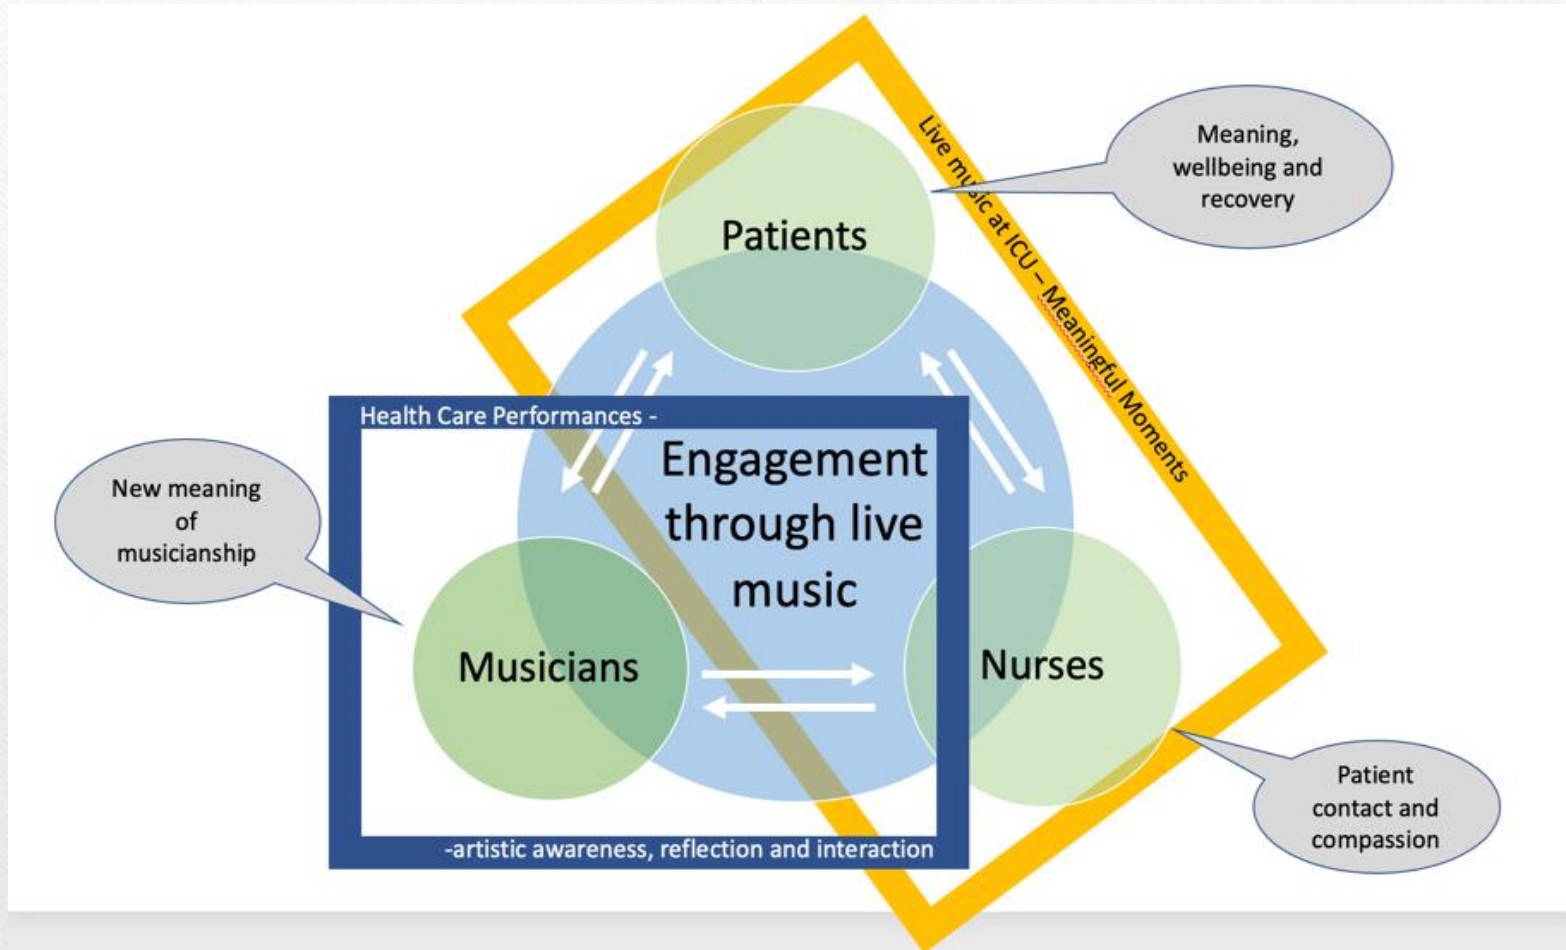 Live music at ICU – Meaningful Moments
Meaning,
wellbeing and
recovery
Patients
Health Care Performances -
Engagement
through live
music
New meaning
of
musicianship
Musicians
Nurses
Patient
contact and
compassion
-artistic awareness, reflection and interaction